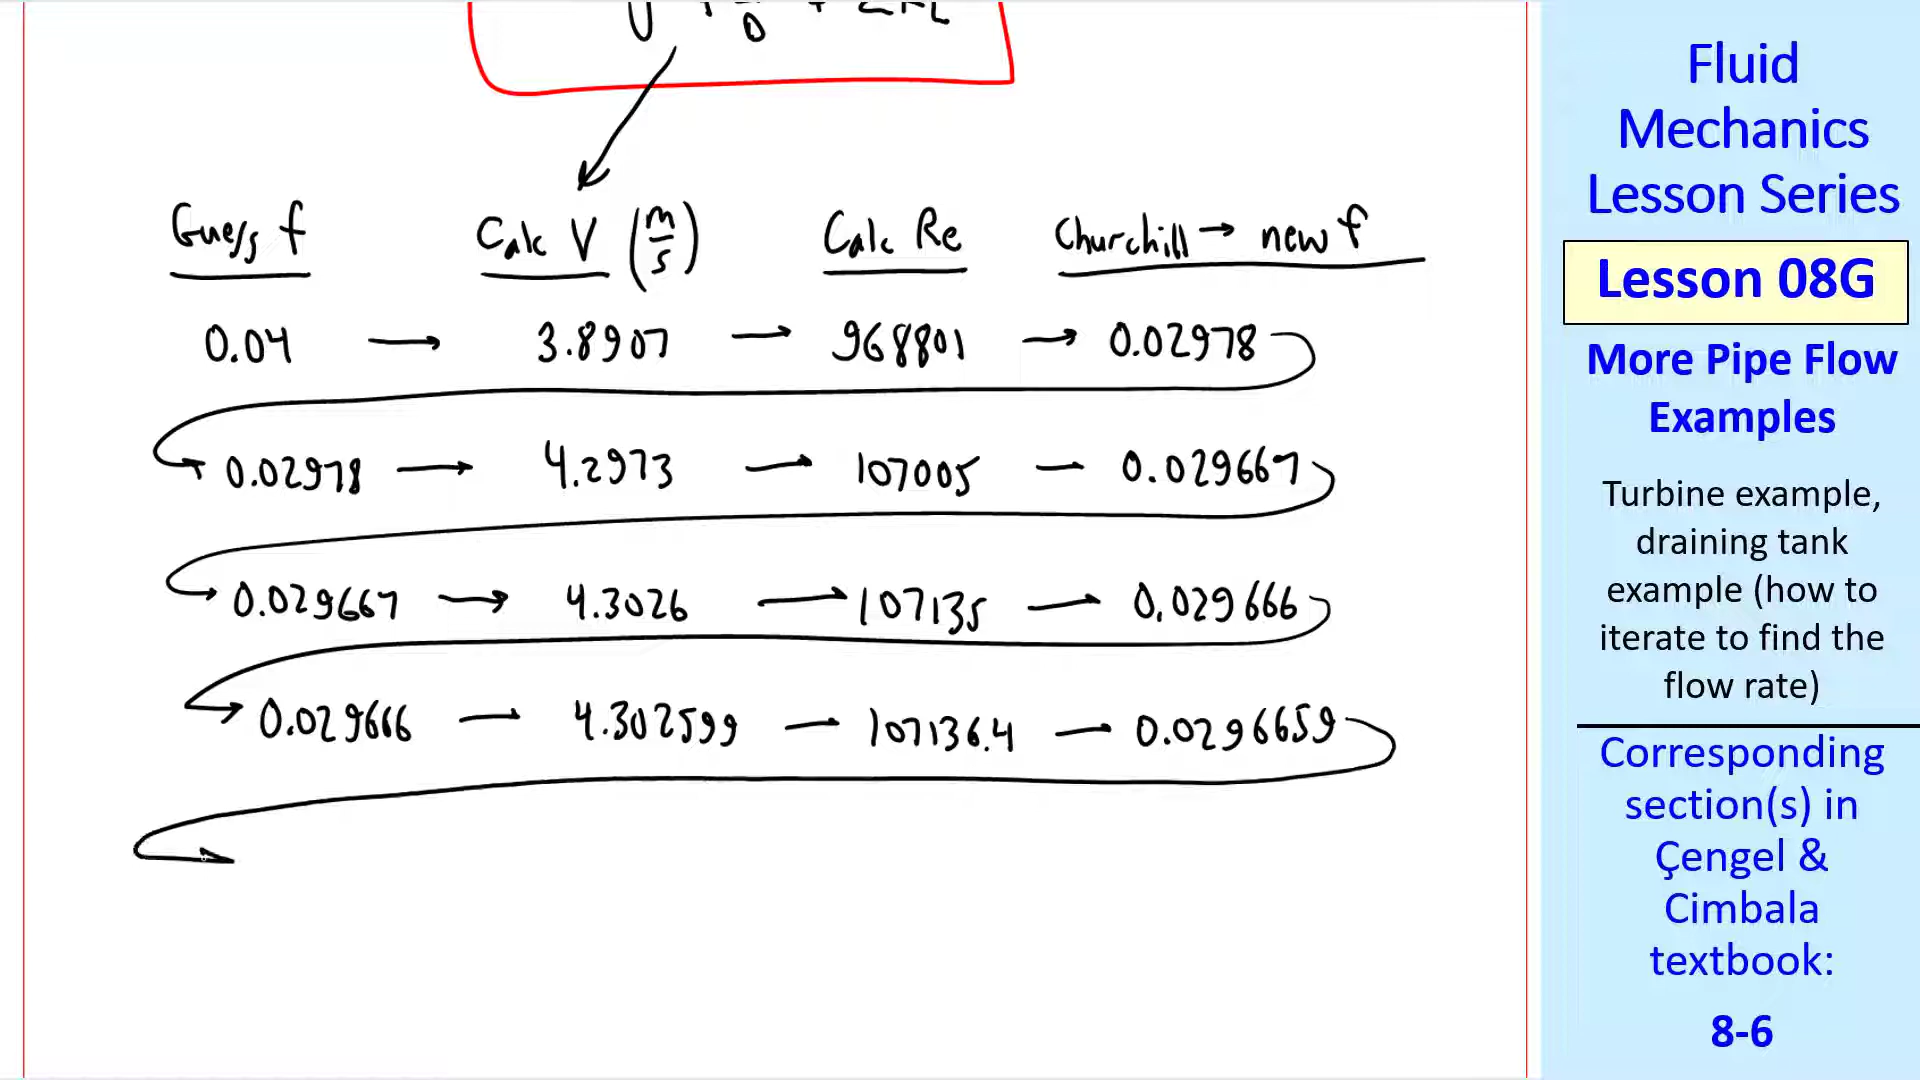 Guess f Calc V (m/s) Calc Re Churchill → new f
0.04 → 3.8907 → 968801 → 0.02978
0.02978 → 4.2973 → 107005 — 0.029667
0.029667 → 4.3026 → 107135 → 0.029666
0.029666 — 4.302599 — 107136.4 — 0.0296659
Fluid
Mechanics
Lesson Series
Lesson 08G
More Pipe Flow
Examples
Turbine example,
draining tank
example (how to
iterate to find the
flow rate)
Corresponding
section(s) in
Çengel &
Cimbala
textbook:
8-6